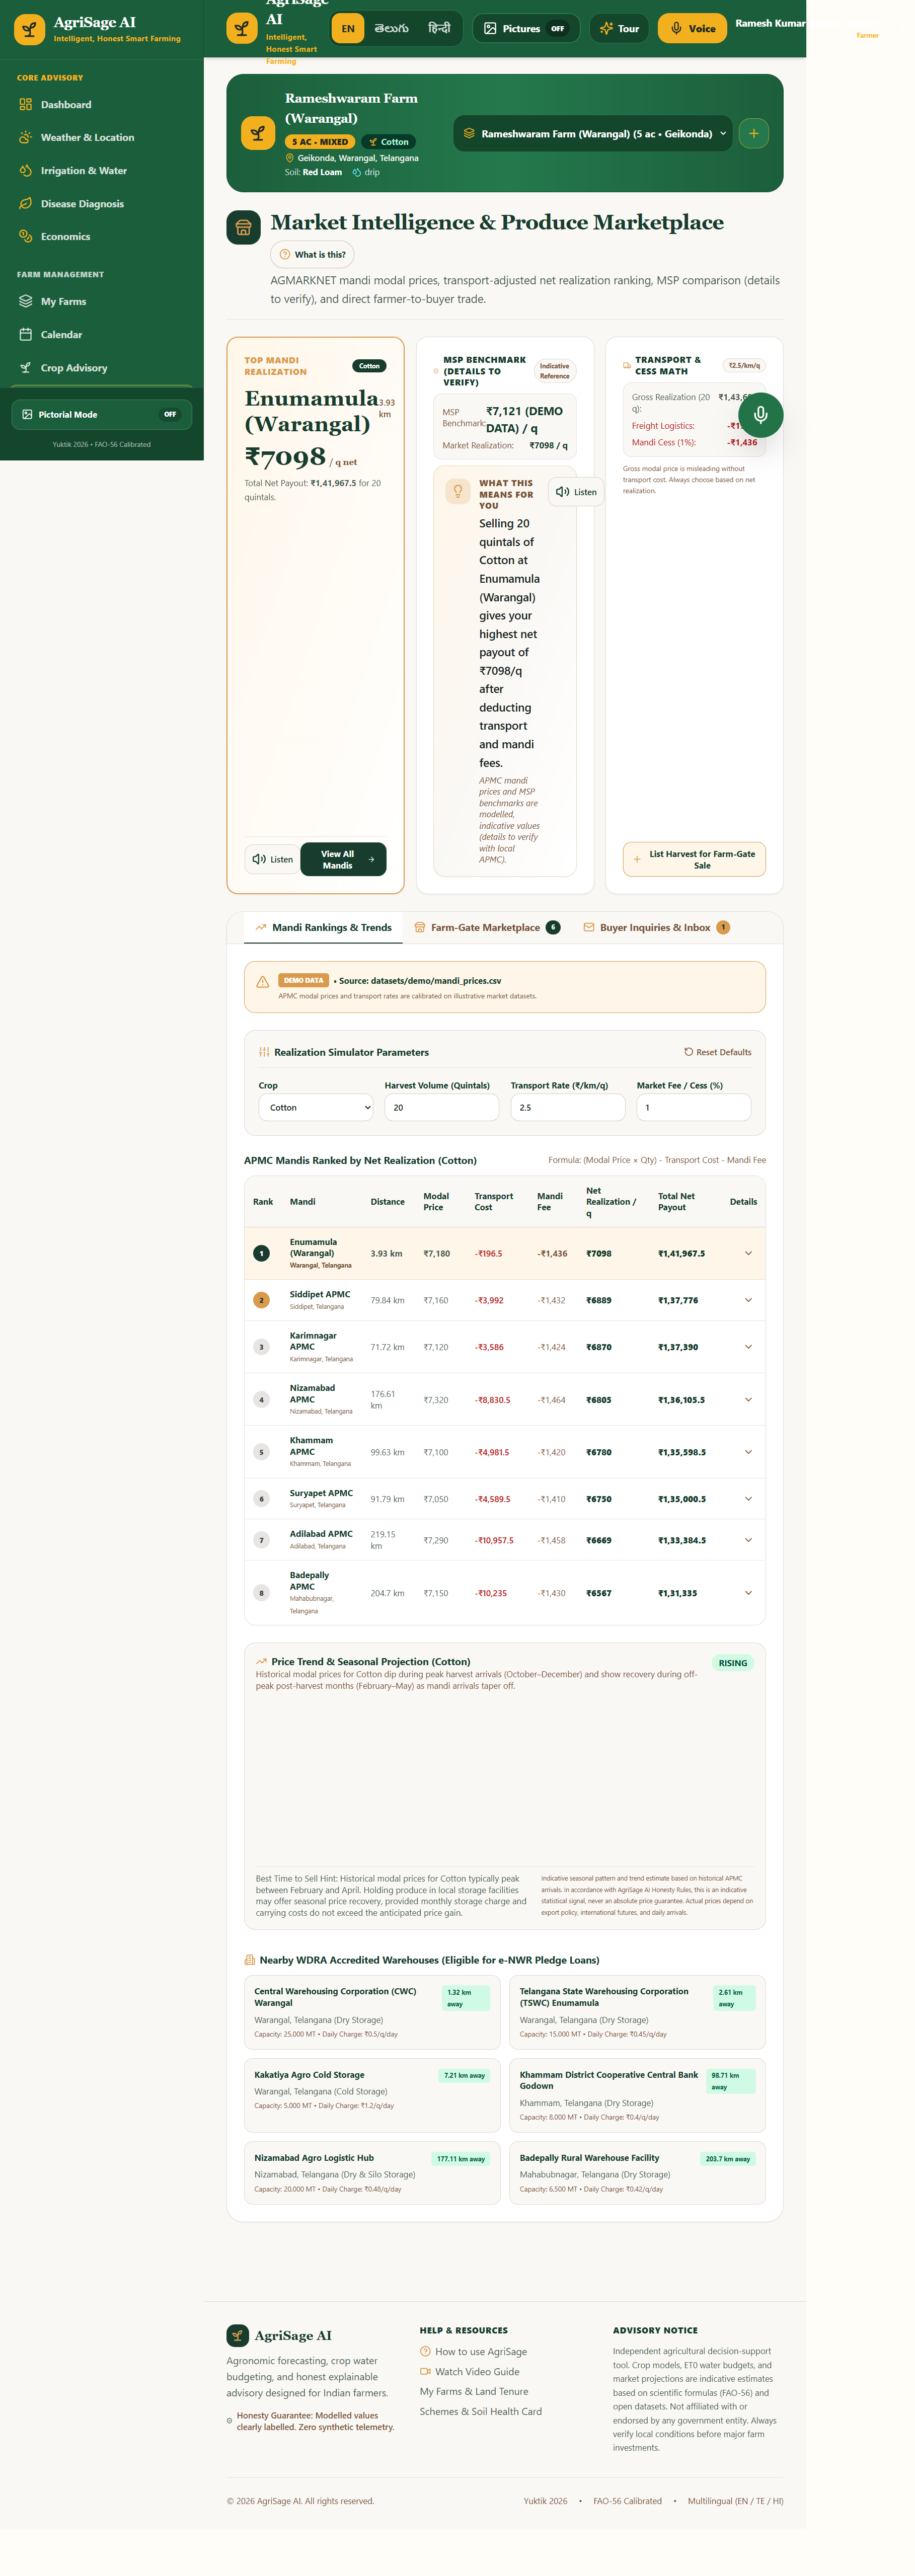 AgriSage AI
Intelligent, Honest Smart Farming
CORE ADVISORY
Dashboard
Weather & Location
Irrigation & Water
Disease Diagnosis
Economics
FARM MANAGEMENT
My Farms
Calendar
Crop Advisory
Pictorial Mode OFF
Yuktik 2026 • FAO-56 Calibrated
AgriSage
AI
Intelligent,
Honest Smart
Farming
EN తెలుగు हिन्दी
Pictures OFF
Tour
Voice
Ramesh Kumar
Farmer
Rameshwaram Farm
(Warangal)
5 AC • MIXED Cotton
Geikonda, Warangal, Telangana
Soil: Red Loam drip
Rameshwaram Farm (Warangal) (5 ac • Geikonda)
Market Intelligence & Produce Marketplace
What is this?
AGMARKNET mandi modal prices, transport-adjusted net realization ranking, MSP comparison (details
to verify), and direct farmer-to-buyer trade.
TOP MANDI
REALIZATION
Cotton
Enumamula
(Warangal)
3.93
km
₹7098 / q net
Total Net Payout: ₹1,41,967.5 for 20
quintals.
Listen
View All
Mandis
MSP BENCHMARK
(DETAILS TO
VERIFY)
Indicative
Reference
MSP
Benchmark:
₹7,121 (DEMO
DATA) / q
Market Realization: ₹7098 / q
WHAT THIS
MEANS FOR
YOU
Listen
Selling 20
quintals of
Cotton at
Enumamula
(Warangal)
gives your
highest net
payout of
₹7098/q
after
deducting
transport
and mandi
fees.
APMC mandi
prices and MSP
benchmarks are
modelled,
indicative values
(details to verify
with local
APMC).
TRANSPORT &
CESS MATH
₹2.5/km/q
Gross Realization (20
q):
Freight Logistics:
Mandi Cess (1%): -₹1,436
Gross modal price is misleading without
transport cost. Always choose based on net
realization.
List Harvest for Farm-Gate
Sale
Mandi Rankings & Trends
Farm-Gate Marketplace 6
Buyer Inquiries & Inbox 1
DEMO DATA • Source: datasets/demo/mandi_prices.csv
APMC modal prices and transport rates are calibrated on illustrative market datasets.
Realization Simulator Parameters
Reset Defaults
Crop Harvest Volume (Quintals) Transport Rate (₹/km/q) Market Fee / Cess (%)
Cotton 20 2.5 1
APMC Mandis Ranked by Net Realization (Cotton)
Formula: (Modal Price × Qty) - Transport Cost - Mandi Fee
Rank Mandi Distance Modal Price Transport Cost Mandi Fee Net Realization / q Total Net Payout Details
1 Enumamula (Warangal) 3.93 km ₹7,180 -₹196.5 -₹1,436 ₹7098 ₹1,41,967.5
Warangal, Telangana
2 Siddipet APMC 79.84 km ₹7,160 -₹3,992 -₹1,432 ₹6889 ₹1,37,776
Siddipet, Telangana
3 Karimnagar APMC 71.72 km ₹7,120 -₹3,586 -₹1,424 ₹6870 ₹1,37,390
Karimnagar, Telangana
4 Nizamabad APMC 176.61 km ₹7,320 -₹8,830.5 -₹1,464 ₹6805 ₹1,36,105.5
Nizamabad, Telangana
5 Khammam APMC 99.63 km ₹7,100 -₹4,981.5 -₹1,420 ₹6780 ₹1,35,598.5
Khammam, Telangana
6 Suryapet APMC 91.79 km ₹7,050 -₹4,589.5 -₹1,410 ₹6750 ₹1,35,000.5
Suryapet, Telangana
7 Adilabad APMC 219.15 km ₹7,290 -₹10,957.5 -₹1,458 ₹6669 ₹1,33,384.5
Adilabad, Telangana
8 Badepally APMC 204.7 km ₹7,150 -₹10,235 -₹1,430 ₹6567 ₹1,31,335
Mahabubnagar, Telangana
Price Trend & Seasonal Projection (Cotton)
RISING
Historical modal prices for Cotton dip during peak harvest arrivals (October–December) and show recovery during off-
peak post-harvest months (February–May) as mandi arrivals taper off.
Best Time to Sell Hint: Historical modal prices for Cotton typically peak
between February and April. Holding produce in local storage facilities
may offer seasonal price recovery, provided monthly storage charge and
carrying costs do not exceed the anticipated price gain.
Indicative seasonal pattern and trend estimate based on historical APMC
arrivals. In accordance with AgriSage AI Honesty Rules, this is an indicative
statistical signal, never an absolute price guarantee. Actual prices depend on
export policy, international futures, and daily arrivals.
Nearby WDRA Accredited Warehouses (Eligible for e-NWR Pledge Loans)
Central Warehousing Corporation (CWC)
Warangal
1.32 km
away
Warangal, Telangana (Dry Storage)
Capacity: 25,000 MT • Daily Charge: ₹0.5/q/day
Telangana State Warehousing Corporation
(TSWC) Enumamula
2.61 km
away
Warangal, Telangana (Dry Storage)
Capacity: 15,000 MT • Daily Charge: ₹0.45/q/day
Kakatiya Agro Cold Storage
7.21 km away
Warangal, Telangana (Cold Storage)
Capacity: 5,000 MT • Daily Charge: ₹1.2/q/day
Khammam District Cooperative Central Bank
Godown
98.71 km
away
Khammam, Telangana (Dry Storage)
Capacity: 8,000 MT • Daily Charge: ₹0.4/q/day
Nizamabad Agro Logistic Hub
177.11 km away
Nizamabad, Telangana (Dry & Silo Storage)
Capacity: 20,000 MT • Daily Charge: ₹0.48/q/day
Badepally Rural Warehouse Facility
203.7 km away
Mahabubnagar, Telangana (Dry Storage)
Capacity: 6,500 MT • Daily Charge: ₹0.42/q/day
AgriSage AI
Agronomic forecasting, crop water
budgeting, and honest explainable
advisory designed for Indian farmers.
Honesty Guarantee: Modelled values
clearly labelled. Zero synthetic telemetry.
HELP & RESOURCES
How to use AgriSage
Watch Video Guide
My Farms & Land Tenure
Schemes & Soil Health Card
ADVISORY NOTICE
Independent agricultural decision-support
tool. Crop models, ET0 water budgets, and
market projections are indicative estimates
based on scientific formulas (FAO-56) and
open datasets. Not affiliated with or
endorsed by any government entity. Always
verify local conditions before major farm
investments.
© 2026 AgriSage AI. All rights reserved.
Yuktik 2026 • FAO-56 Calibrated • Multilingual (EN / TE / HI)